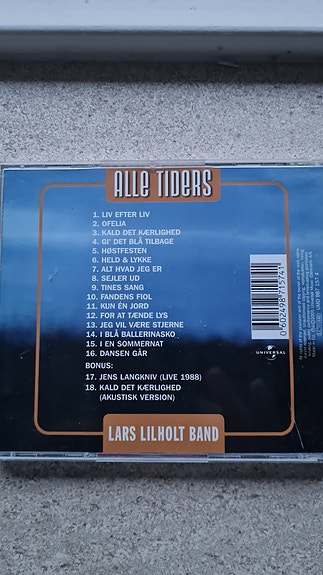 ALLE TIDERS
1. LIV EFTER LIV
2. OFELIA
3. KALD DET KÆRLIGHED
4. GI' DET BLÅ TILBAGE
5. HØSTFESTEN
6. HELD & LYKKE
7. ALT HVAD JEG ER
8. SEJLER UD
9. TINES SANG
10. FANDENS FIOL
11. KUN ÉN JORD
12. FOR AT TÆNDE LYS
13. JEG VIL VÆRE STJERNE
14. I BLÅ BALLERINASKO
15. I EN SOMMERNAT
16. DANSEN GÅR
BONUS:
17. JENS LANGKNIV (LIVE 1988)
18. KALD DET KÆRLIGHED
(AKUSTISK VERSION)
LARS LILHOLT BAND
0 602498 715741
UNIVERSAL